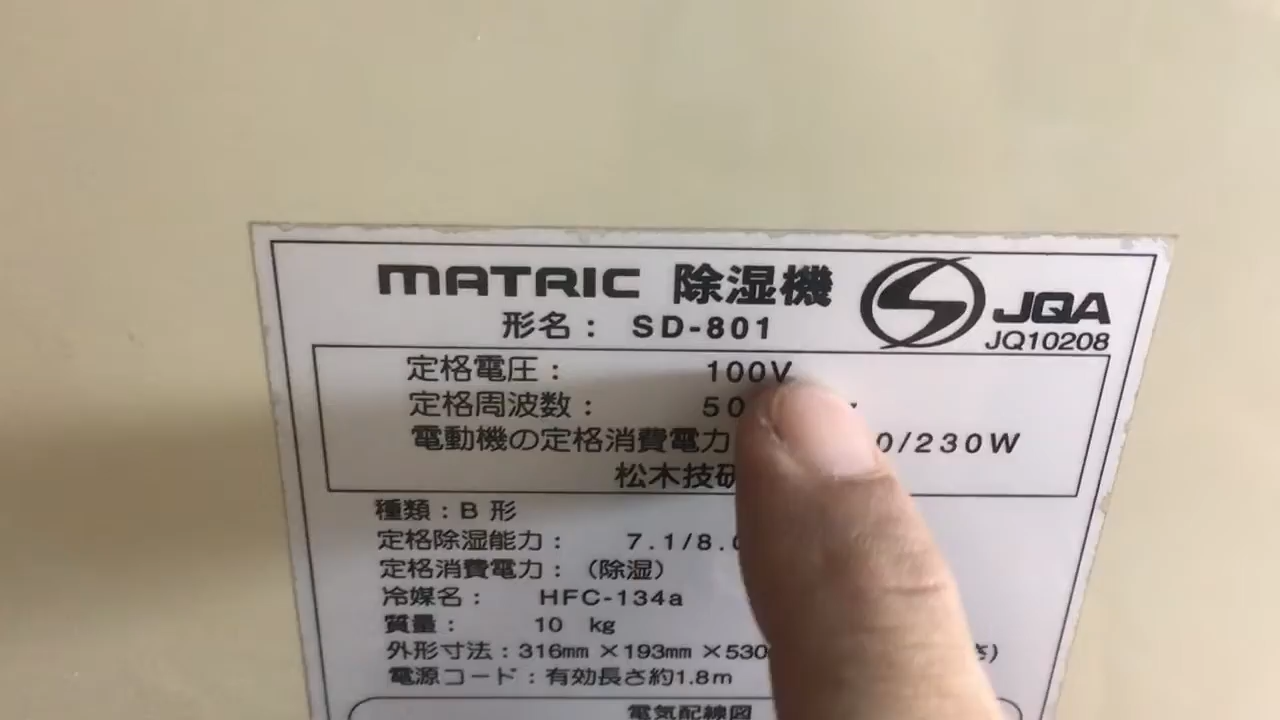 MATRIC 除湿機
JQA
JQ10208
形名： SD-801
定格電圧： 100V
定格周波数： 50
電動機の定格消費電力 0/230W
松木技研
種類：B 形
定格除湿能力： 7.1/8.0
定格消費電力：（除湿）
冷媒名： HFC-134a
質量： 10 kg
外形寸法：316mm ×193mm ×530 さ）
電源コード：有効長さ約1.8m
電気配線図